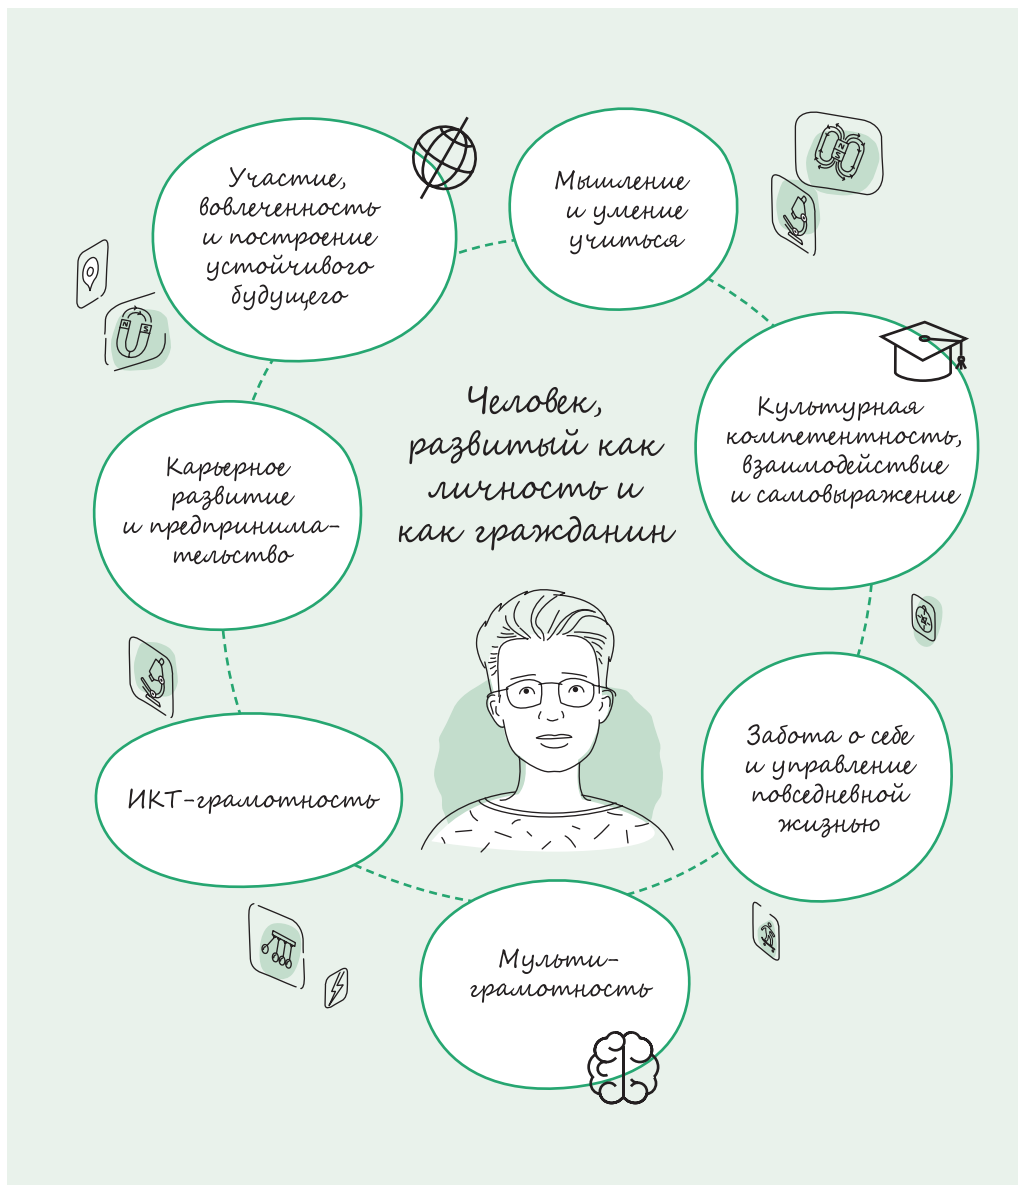 Участие,
вовлеченность
и построение
устойчивого
будущего
Мышление
и умение
учиться
Человек,
развитый как
личность и
как гражданин
Культурная
компетентность,
взаимодействие
и самовыражение
Карьерное
развитие
и предпринима-
тельство
Забота о себе
и управление
повседневной
жизнью
ИКТ-грамотность
Мульти-
грамотность